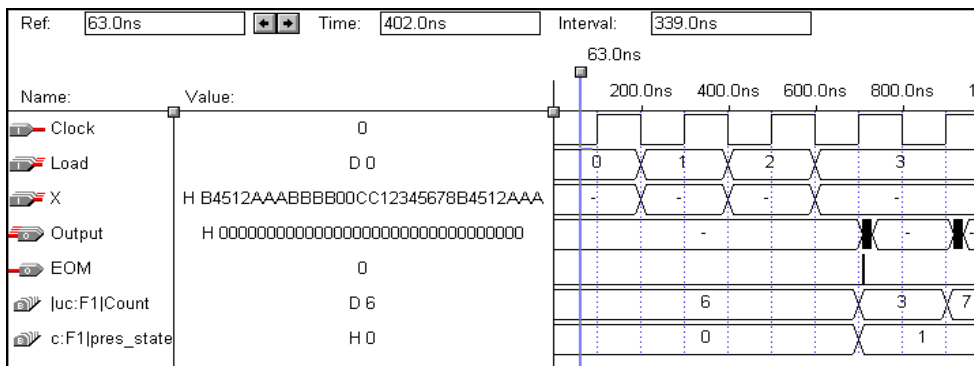 Ref: 63.0ns Time: 402.0ns Interval: 339.0ns
63.0ns
Name: Value: 200.0ns 400.0ns 600.0ns 800.0ns 1
Clock 0
Load D 0 0 1 2 3
X H B4512AAABBBB00CC12345678B4512AAA - - - -
Output H 00000000000000000000000000000000 - - -
EOM 0
|uc:F1|Count D 6 6 3 7
c:F1|pres_state H 0 0 1